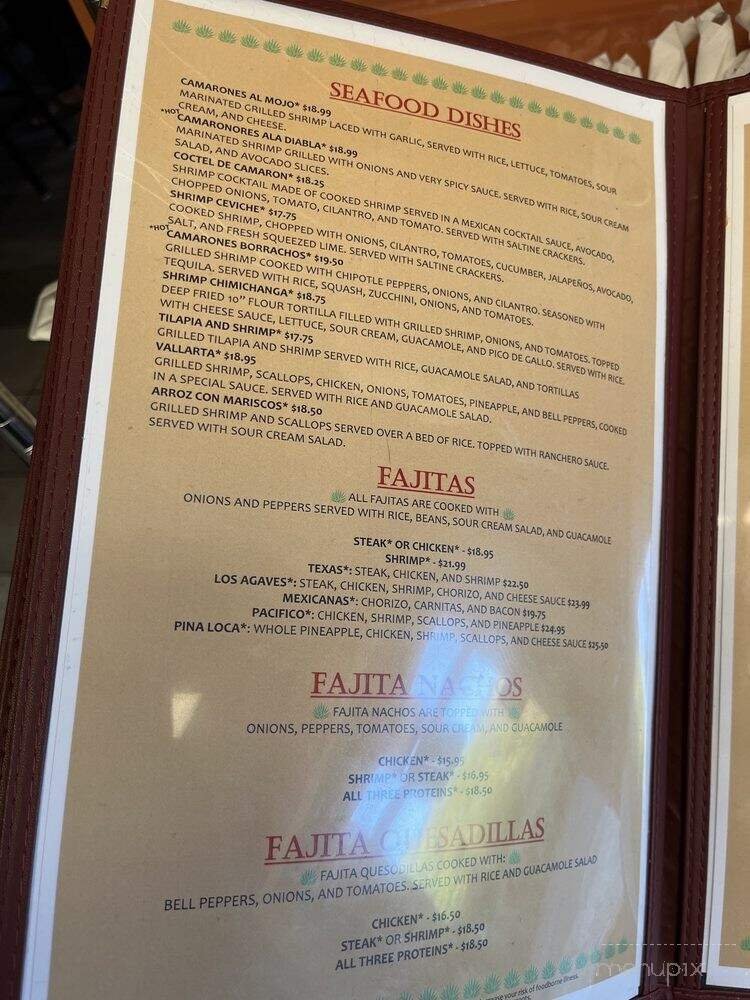 SEAFOOD DISHES
CAMARONES AL MOJO* $18.99
MARINATED GRILLED SHRIMP LACED WITH GARLIC, SERVED WITH RICE, LETTUCE, TOMATOES, SOUR
CREAM, AND CHEESE.
*HOT CAMARONORES ALA DIABLA* $18.99
MARINATED SHRIMP GRILLED WITH ONIONS AND VERY SPICY SAUCE. SERVED WITH RICE, SOUR CREAM
SALAD, AND AVOCADO SLICES.
COCTEL DE CAMARON* $18.25
SHRIMP COCKTAIL MADE OF COOKED SHRIMP SERVED IN A MEXICAN COCKTAIL SAUCE, AVOCADO,
CHOPPED ONIONS, TOMATO, CILANTRO, AND TOMATO. SERVED WITH SALTINE CRACKERS.
SHRIMP CEVICHE* $17.75
COOKED SHRIMP, CHOPPED WITH ONIONS, CILANTRO, TOMATOES, CUCUMBER, JALAPEÑOS, AVOCADO,
SALT, AND FRESH SQUEEZED LIME. SERVED WITH SALTINE CRACKERS.
*HOT CAMARONES BORRACHOS* $19.50
GRILLED SHRIMP COOKED WITH CHIPOTLE PEPPERS, ONIONS, AND CILANTRO. SEASONED WITH
TEQUILA. SERVED WITH RICE, SQUASH, ZUCCHINI, ONIONS, AND TOMATOES.
SHRIMP CHIMICHANGA* $18.75
DEEP FRIED 10" FLOUR TORTILLA FILLED WITH GRILLED SHRIMP, ONIONS, AND TOMATOES. TOPPED
WITH CHEESE SAUCE, LETTUCE, SOUR CREAM, GUACAMOLE, AND PICO DE GALLO. SERVED WITH RICE.
TILAPIA AND SHRIMP* $17.75
GRILLED TILAPIA AND SHRIMP SERVED WITH RICE, GUACAMOLE SALAD, AND TORTILLAS
VALLARTA* $18.95
GRILLED SHRIMP, SCALLOPS, CHICKEN, ONIONS, TOMATOES, PINEAPPLE, AND BELL PEPPERS, COOKED
IN A SPECIAL SAUCE. SERVED WITH RICE AND GUACAMOLE SALAD.
ARROZ CON MARISCOS* $18.50
GRILLED SHRIMP AND SCALLOPS SERVED OVER A BED OF RICE. TOPPED WITH RANCHERO SAUCE.
SERVED WITH SOUR CREAM SALAD.
FAJITAS
ALL FAJITAS ARE COOKED WITH
ONIONS AND PEPPERS SERVED WITH RICE, BEANS, SOUR CREAM SALAD, AND GUACAMOLE
STEAK* OR CHICKEN* - $18.95
SHRIMP* - $21.99
TEXAS*: STEAK, CHICKEN, AND SHRIMP $22.50
LOS AGAVES*: STEAK, CHICKEN, SHRIMP, CHORIZO, AND CHEESE SAUCE $23.99
MEXICANAS*: CHORIZO, CARNITAS, AND BACON $19.75
PACIFICO*: CHICKEN, SHRIMP, SCALLOPS, AND PINEAPPLE $24.95
PINA LOCA*: WHOLE PINEAPPLE, CHICKEN, SHRIMP, SCALLOPS, AND CHEESE SAUCE $25.50
FAJITA NACHOS
FAJITA NACHOS ARE TOPPED WITH
ONIONS, PEPPERS, TOMATOES, SOUR CREAM, AND GUACAMOLE
CHICKEN* - $15.95
SHRIMP* OR STEAK* - $16.95
ALL THREE PROTEINS* - $18.50
FAJITA QUESADILLAS
FAJITA QUESODILLAS COOKED WITH:
BELL PEPPERS, ONIONS, AND TOMATOES. SERVED WITH RICE AND GUACAMOLE SALAD
CHICKEN* - $16.50
STEAK* OR SHRIMP* - $18.50
ALL THREE PROTEINS* - $18.50
your risk of foodborne illness.
menupix